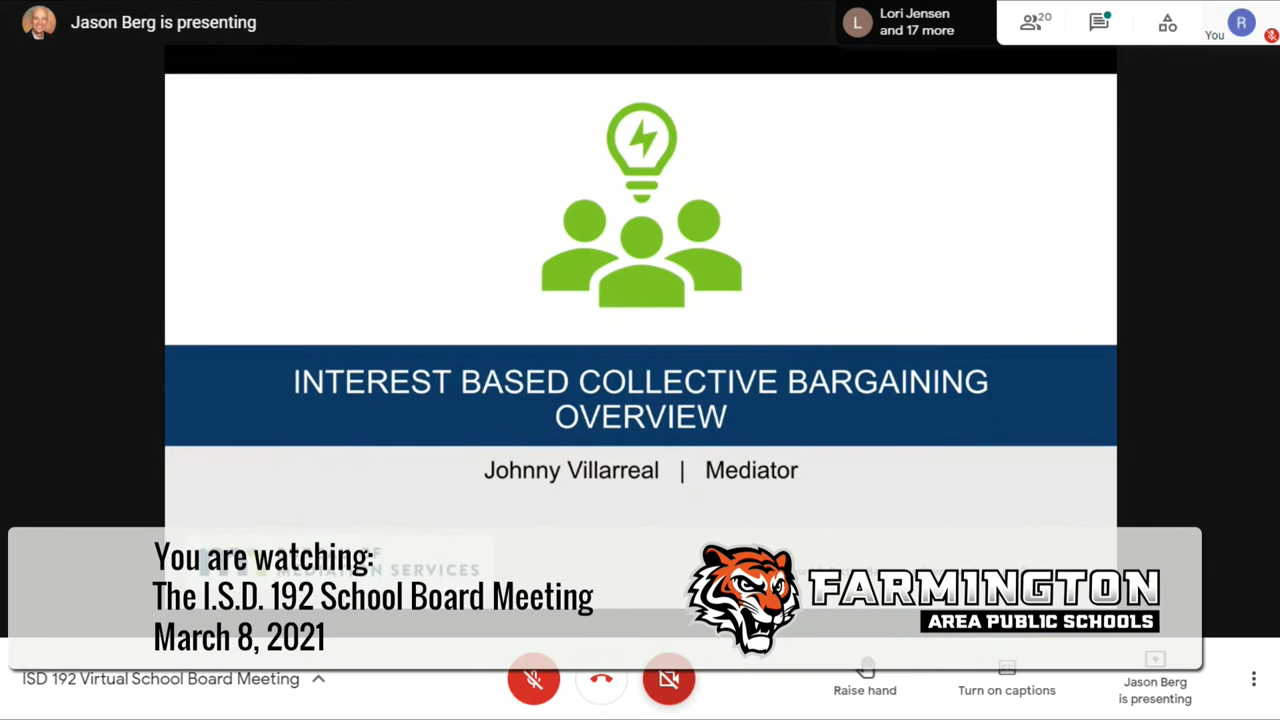 Jason Berg is presenting
L
Lori Jensen
and 17 more
20
You
R
INTEREST BASED COLLECTIVE BARGAINING
OVERVIEW
Johnny Villarreal | Mediator
MEDIATION SERVICES
You are watching:
The I.S.D. 192 School Board Meeting
March 8, 2021
FARMINGTON
AREA PUBLIC SCHOOLS
ISD 192 Virtual School Board Meeting
Raise hand
Turn on captions
Jason Berg
is presenting